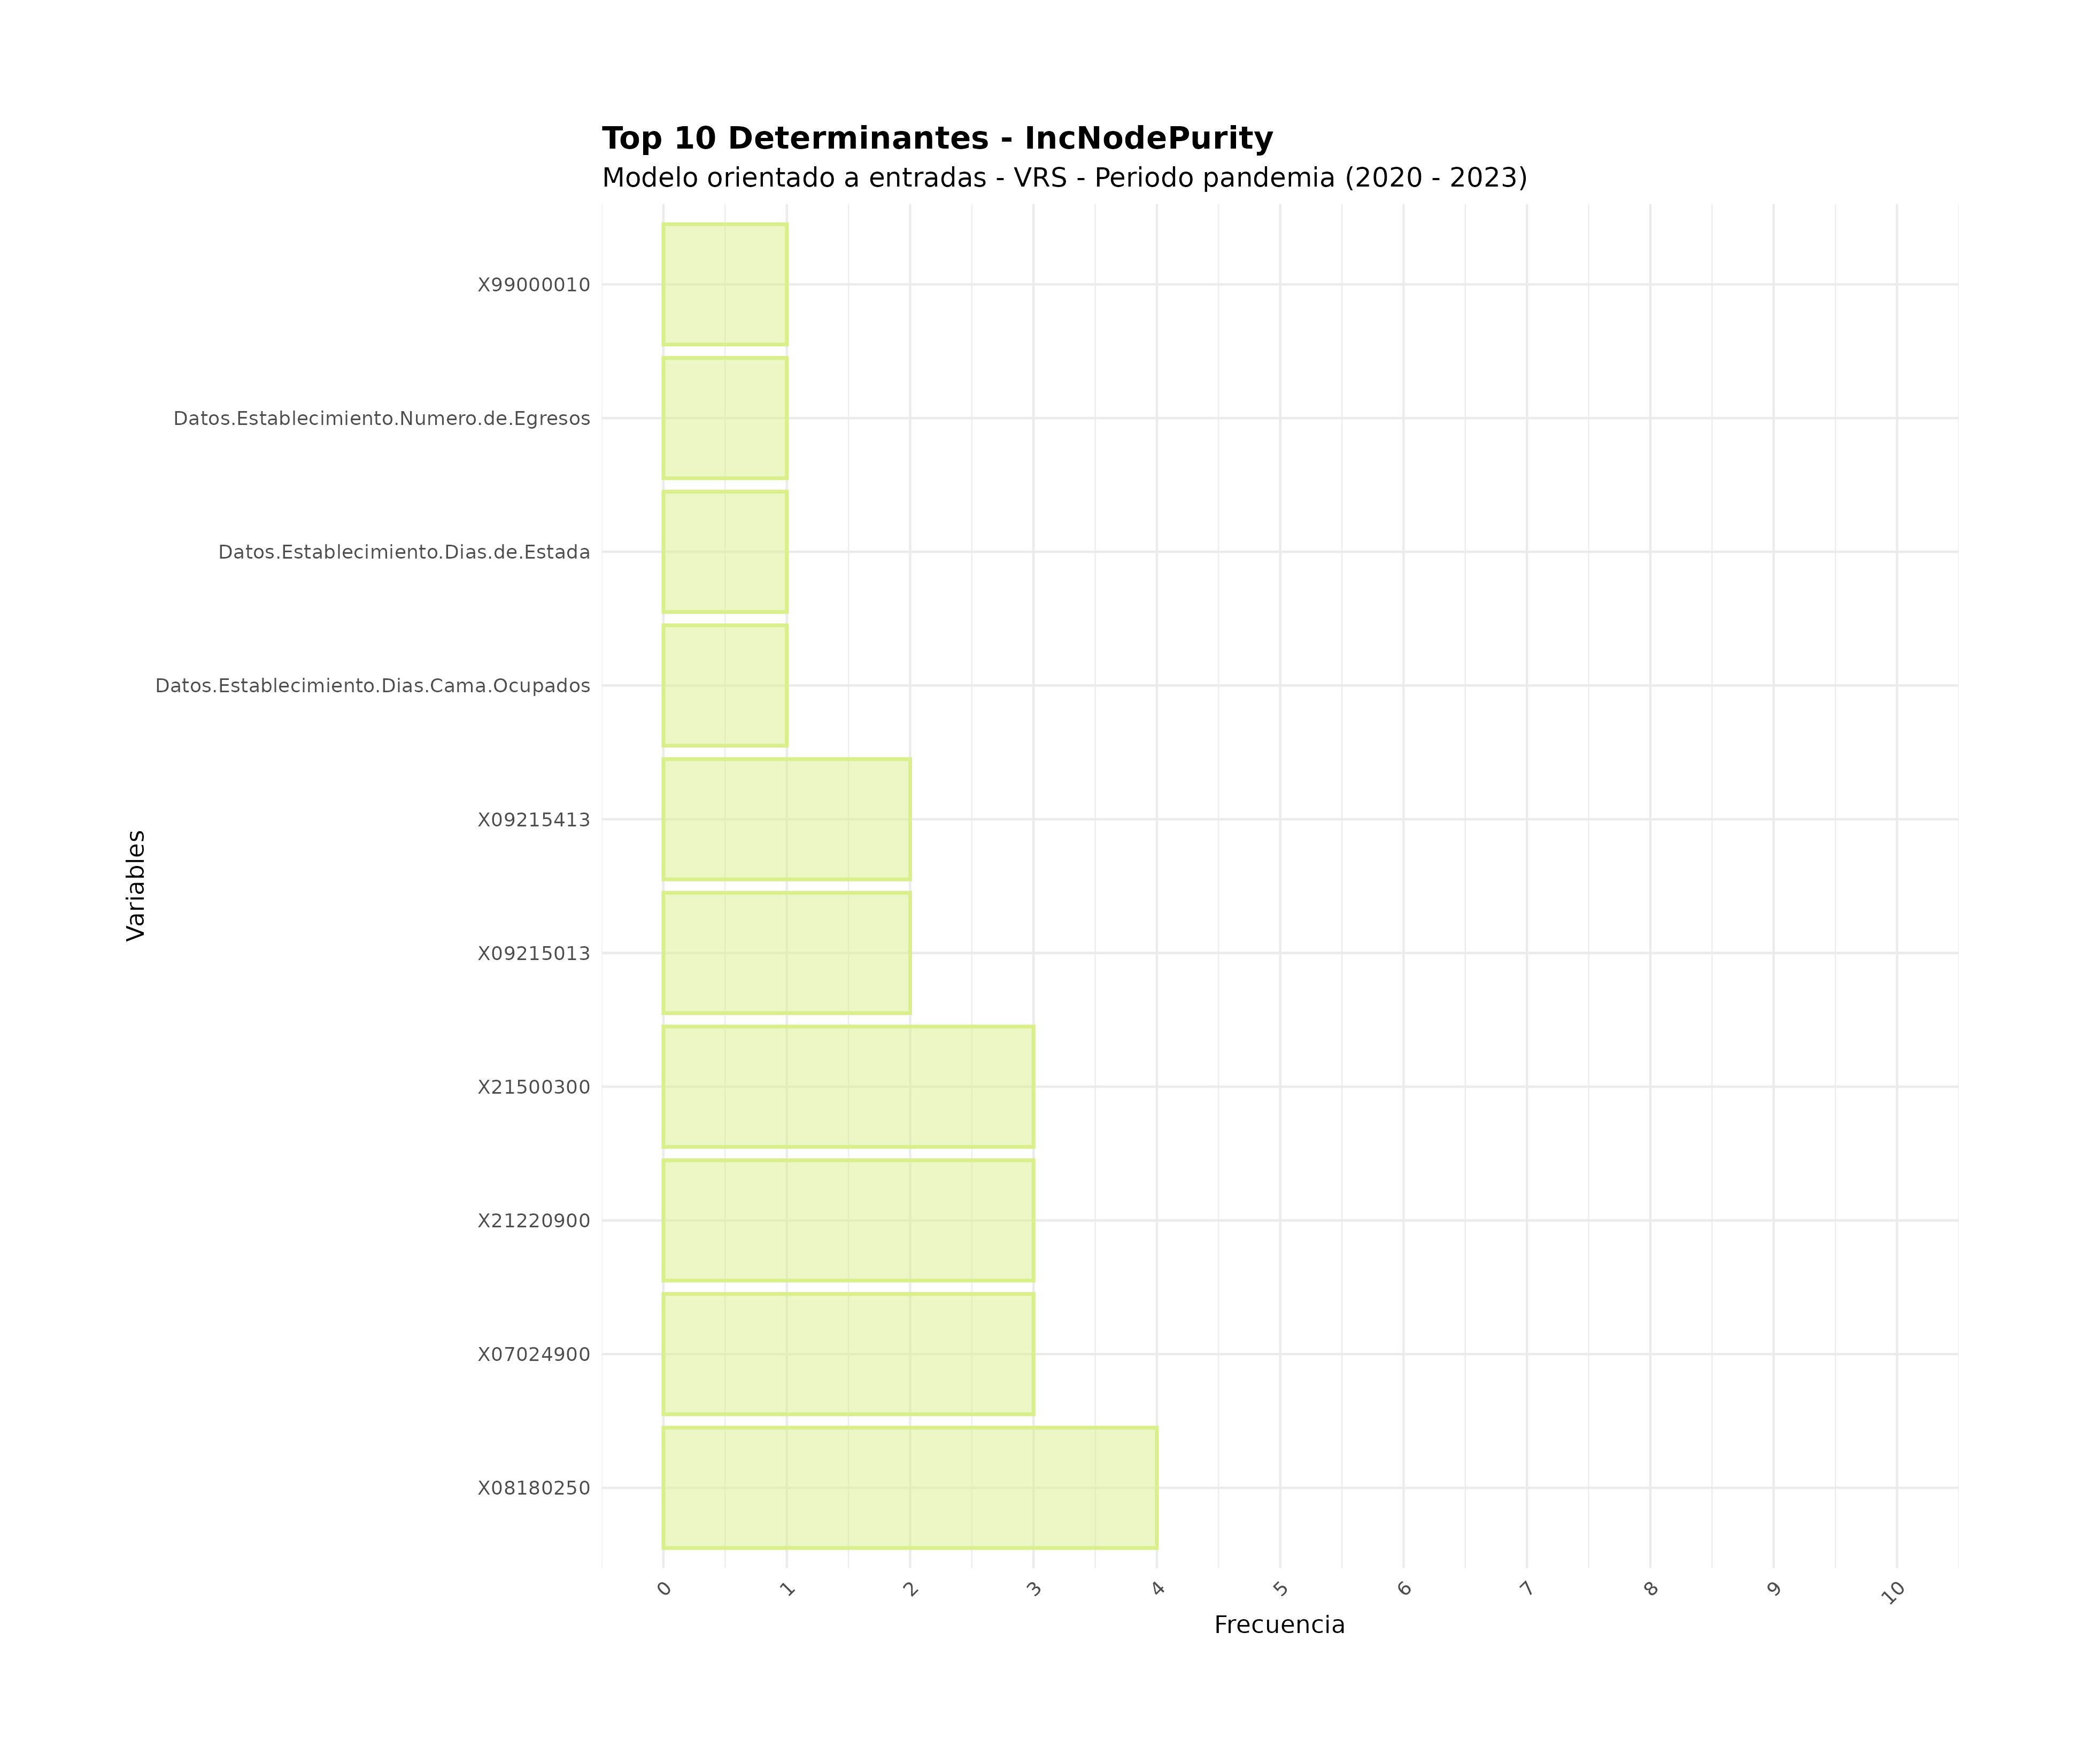 Top 10 Determinantes - IncNodePurity
Modelo orientado a entradas - VRS - Periodo pandemia (2020 - 2023)
Variables
X99000010
Datos.Establecimiento.Numero.de.Egresos
Datos.Establecimiento.Dias.de.Estada
Datos.Establecimiento.Dias.Cama.Ocupados
X09215413
X09215013
X21500300
X21220900
X07024900
X08180250
0 1 2 3 4 5 6 7 8 9 10
Frecuencia